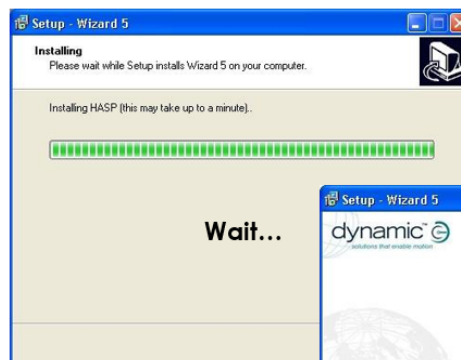 Setup - Wizard 5
Installing
Please wait while Setup installs Wizard 5 on your computer.
Installing HASP (this may take up to a minute)..
Wait...
Setup - Wizard 5
dynamic™
solutions that enable motion